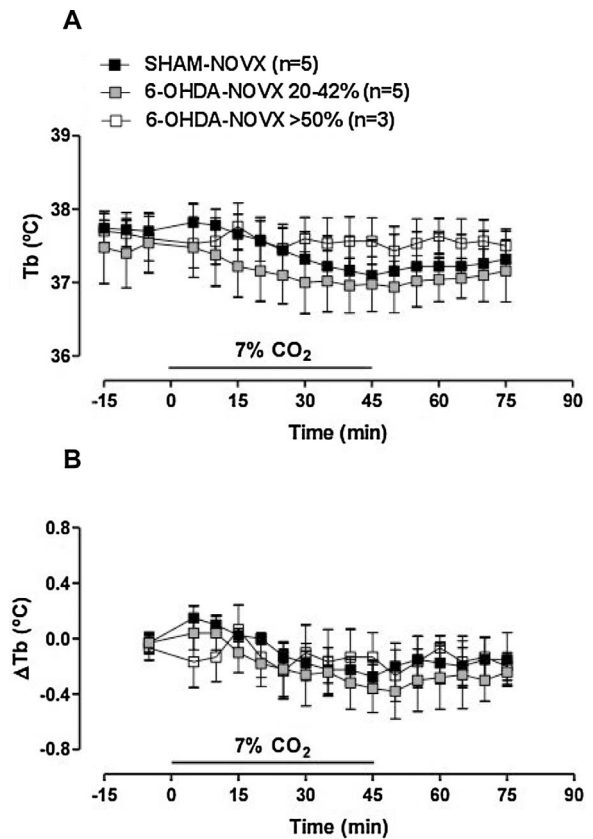 A
SHAM-NOVX (n=5)
6-OHDA-NOVX 20-42% (n=5)
6-OHDA-NOVX >50% (n=3)
39
38
37
36
Tb (ºC)
7% CO2
-15 0 15 30 45 60 75 90
Time (min)
B
0.8
0.4
0.0
-0.4
-0.8
ΔTb (ºC)
7% CO2
-15 0 15 30 45 60 75 90
Time (min)